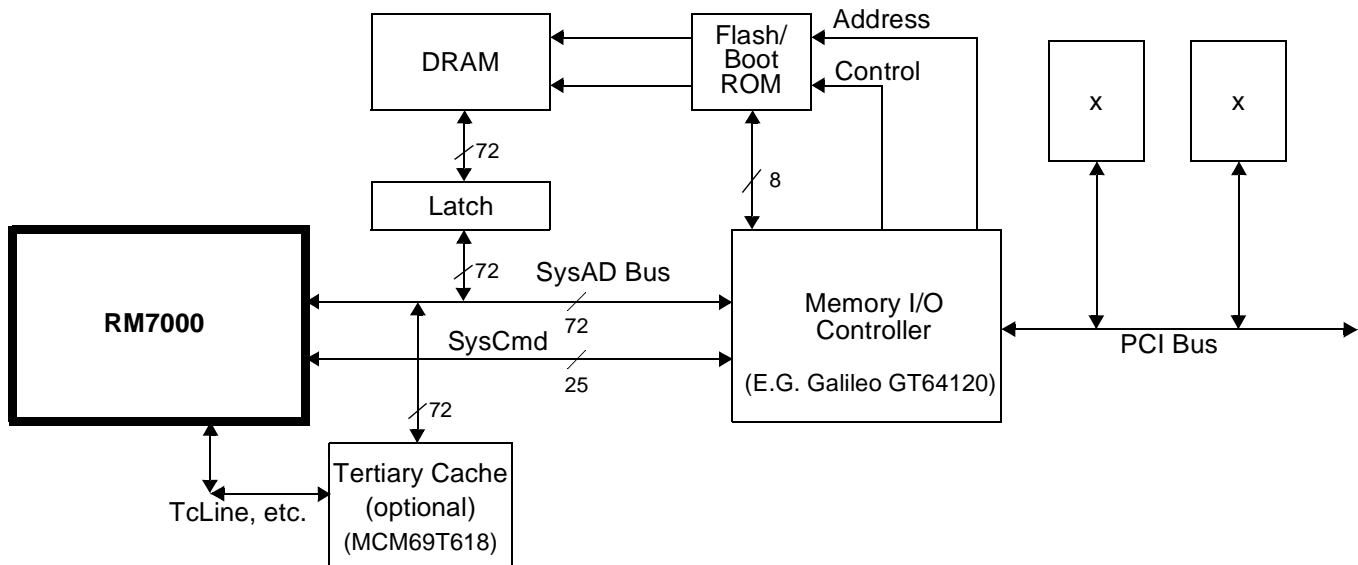 DRAM
Flash/
Boot
ROM
Address
Control
x
x
72
8
Latch
72
SysAD Bus
72
RM7000
SysCmd
25
Memory I/O
Controller
(E.G. Galileo GT64120)
PCI Bus
72
Tertiary Cache
(optional)
(MCM69T618)
TcLine, etc.